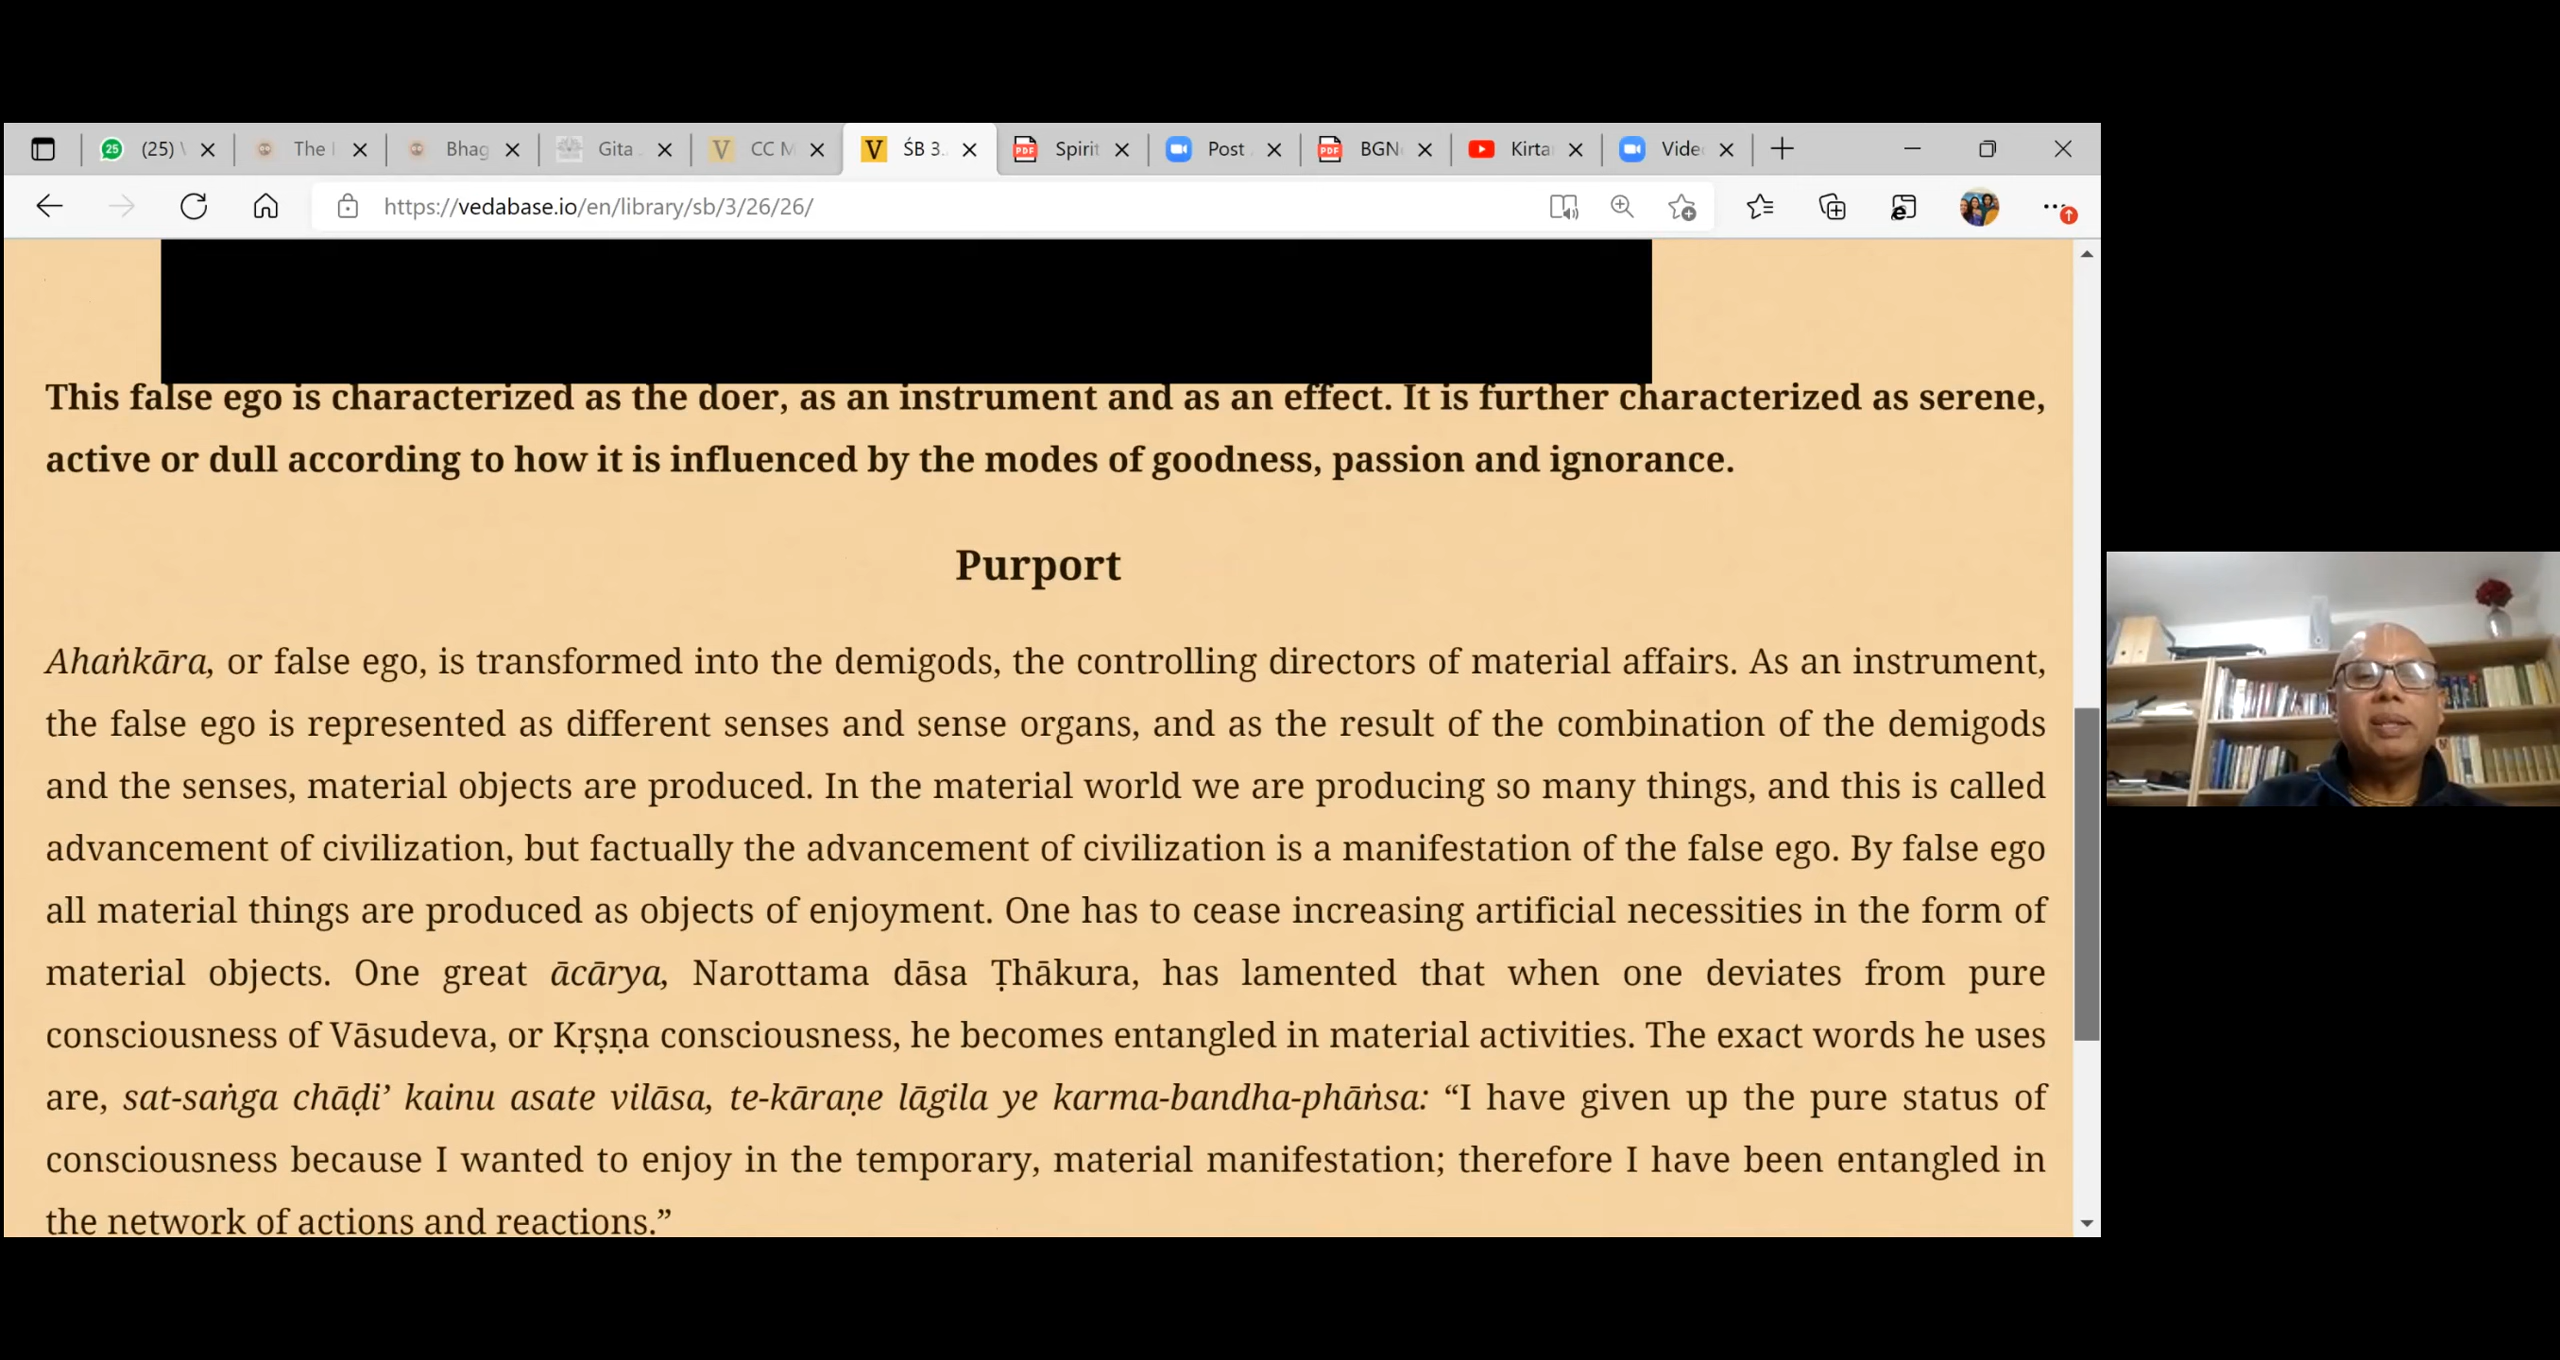 25 (25) The Bhag Gita CC M ŚB 3. Spirit Post BGN Kirta Vide
https://vedabase.io/en/library/sb/3/26/26/
This false ego is characterized as the doer, as an instrument and as an effect. It is further characterized as serene,
active or dull according to how it is influenced by the modes of goodness, passion and ignorance.
Purport
Ahaṅkāra, or false ego, is transformed into the demigods, the controlling directors of material affairs. As an instrument,
the false ego is represented as different senses and sense organs, and as the result of the combination of the demigods
and the senses, material objects are produced. In the material world we are producing so many things, and this is called
advancement of civilization, but factually the advancement of civilization is a manifestation of the false ego. By false ego
all material things are produced as objects of enjoyment. One has to cease increasing artificial necessities in the form of
material objects. One great ācārya, Narottama dāsa Ṭhākura, has lamented that when one deviates from pure
consciousness of Vāsudeva, or Kṛṣṇa consciousness, he becomes entangled in material activities. The exact words he uses
are, sat-saṅga chāḍi’ kainu asate vilāsa, te-kāraṇe lāgila ye karma-bandha-phāṅsa: “I have given up the pure status of
consciousness because I wanted to enjoy in the temporary, material manifestation; therefore I have been entangled in
the network of actions and reactions.”